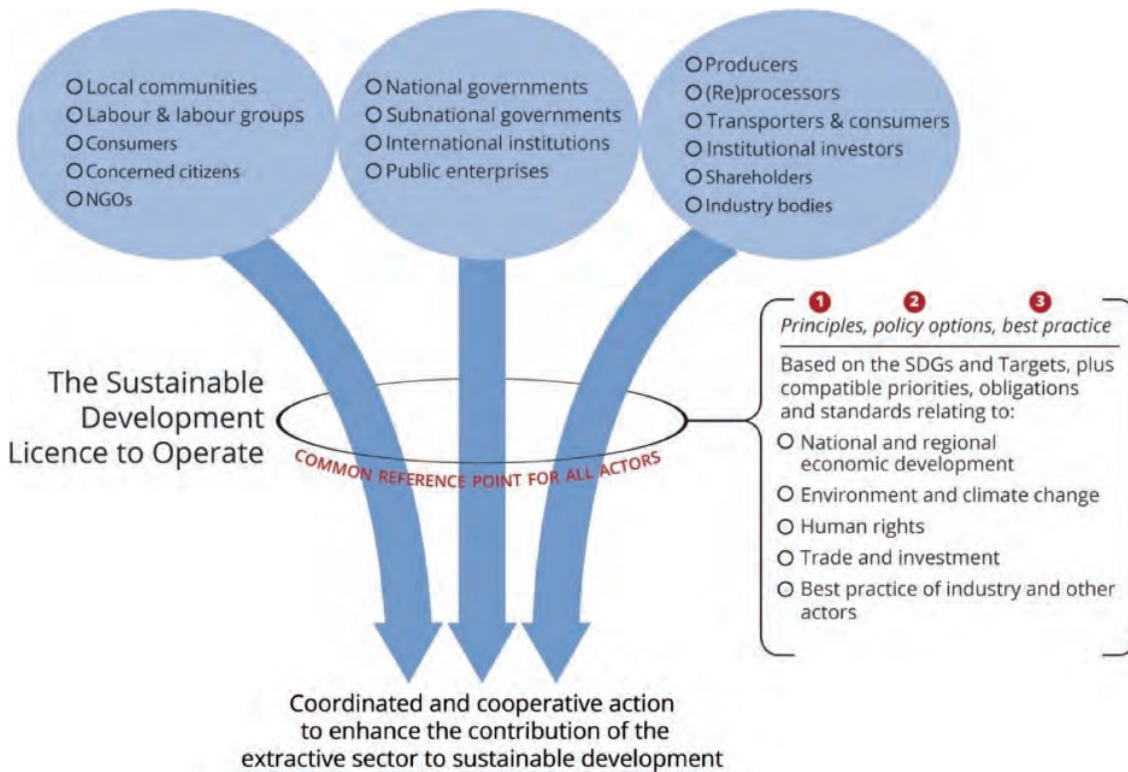 Local communities
Labour & labour groups
Consumers
Concerned citizens
NGOs
National governments
Subnational governments
International institutions
Public enterprises
Producers
(Re)processors
Transporters & consumers
Institutional investors
Shareholders
Industry bodies
The Sustainable
Development
Licence to Operate
COMMON REFERENCE POINT FOR ALL ACTORS
1 2 3
Principles, policy options, best practice
Based on the SDGs and Targets, plus
compatible priorities, obligations
and standards relating to:
National and regional
economic development
Environment and climate change
Human rights
Trade and investment
Best practice of industry and other
actors
Coordinated and cooperative action
to enhance the contribution of the
extractive sector to sustainable development